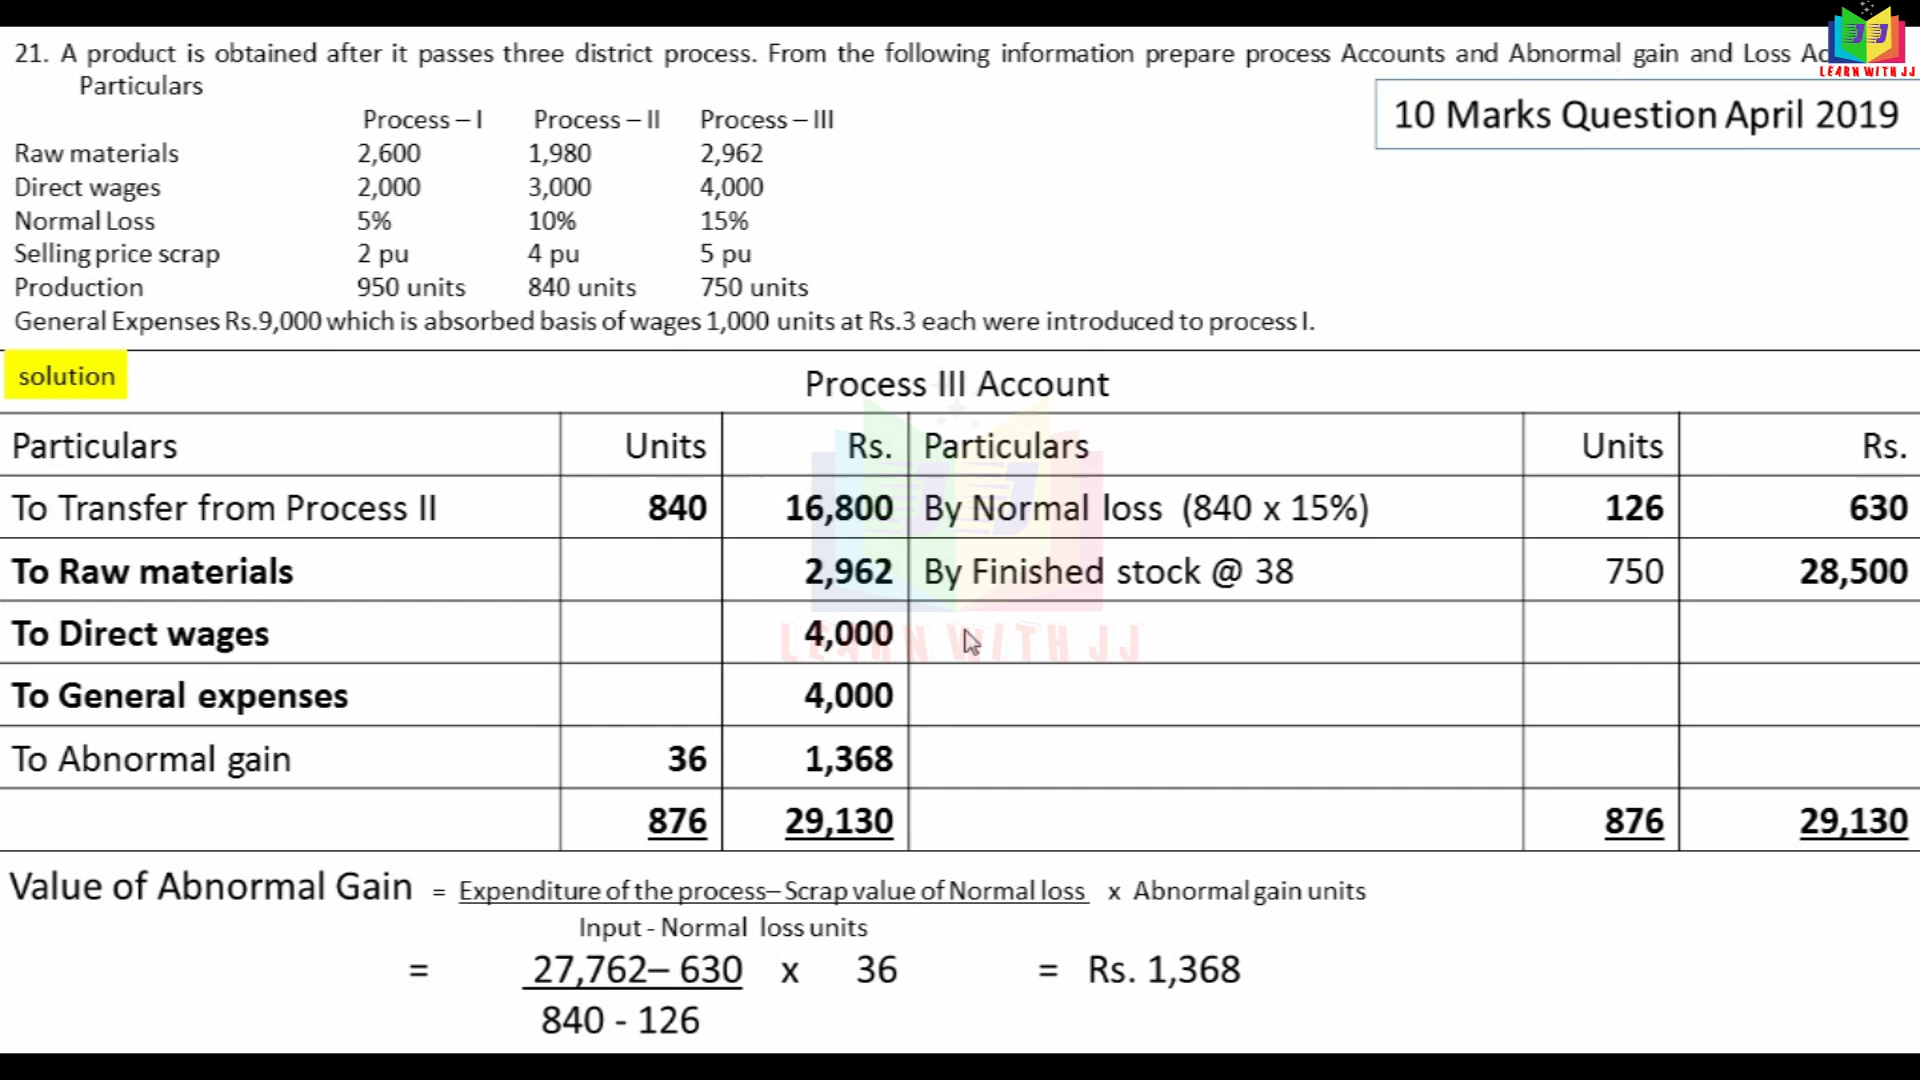 21. A product is obtained after it passes three district process. From the following information prepare process Accounts and Abnormal gain and Loss Ac
LEARN WITH JJ
Particulars
10 Marks Question April 2019
Process – I Process – II Process – III
Raw materials 2,600 1,980 2,962
Direct wages 2,000 3,000 4,000
Normal Loss 5% 10% 15%
Selling price scrap 2 pu 4 pu 5 pu
Production 950 units 840 units 750 units
General Expenses Rs.9,000 which is absorbed basis of wages 1,000 units at Rs.3 each were introduced to process I.
solution
Process III Account
Particulars Units Rs. Particulars Units Rs.
To Transfer from Process II 840 16,800 By Normal loss (840 x 15%) 126 630
To Raw materials 2,962 By Finished stock @ 38 750 28,500
To Direct wages 4,000
LEARN WITH JJ
To General expenses 4,000
To Abnormal gain 36 1,368
876 29,130 876 29,130
Value of Abnormal Gain = Expenditure of the process– Scrap value of Normal loss x Abnormal gain units
Input - Normal loss units
= 27,762– 630 x 36 = Rs. 1,368
840 - 126